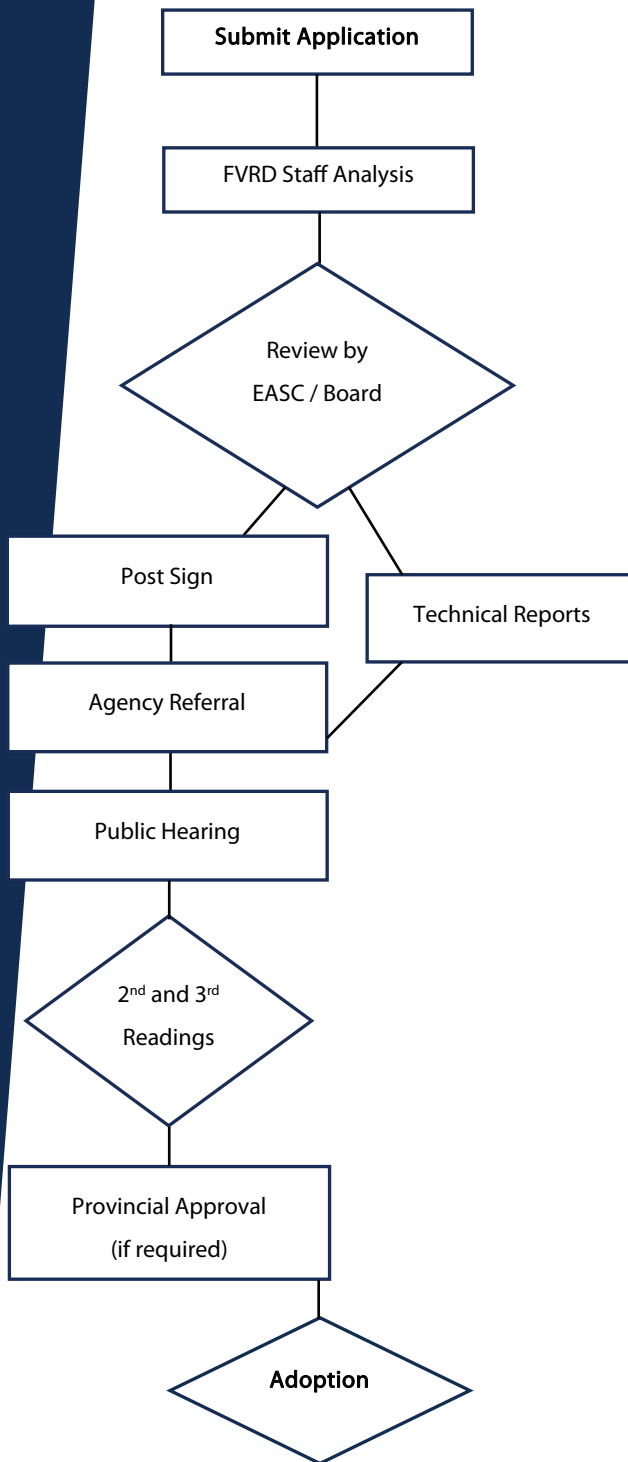 Submit Application
FVRD Staff Analysis
Review by
EASC / Board
Post Sign
Technical Reports
Agency Referral
Public Hearing
2nd and 3rd
Readings
Provincial Approval
(if required)
Adoption